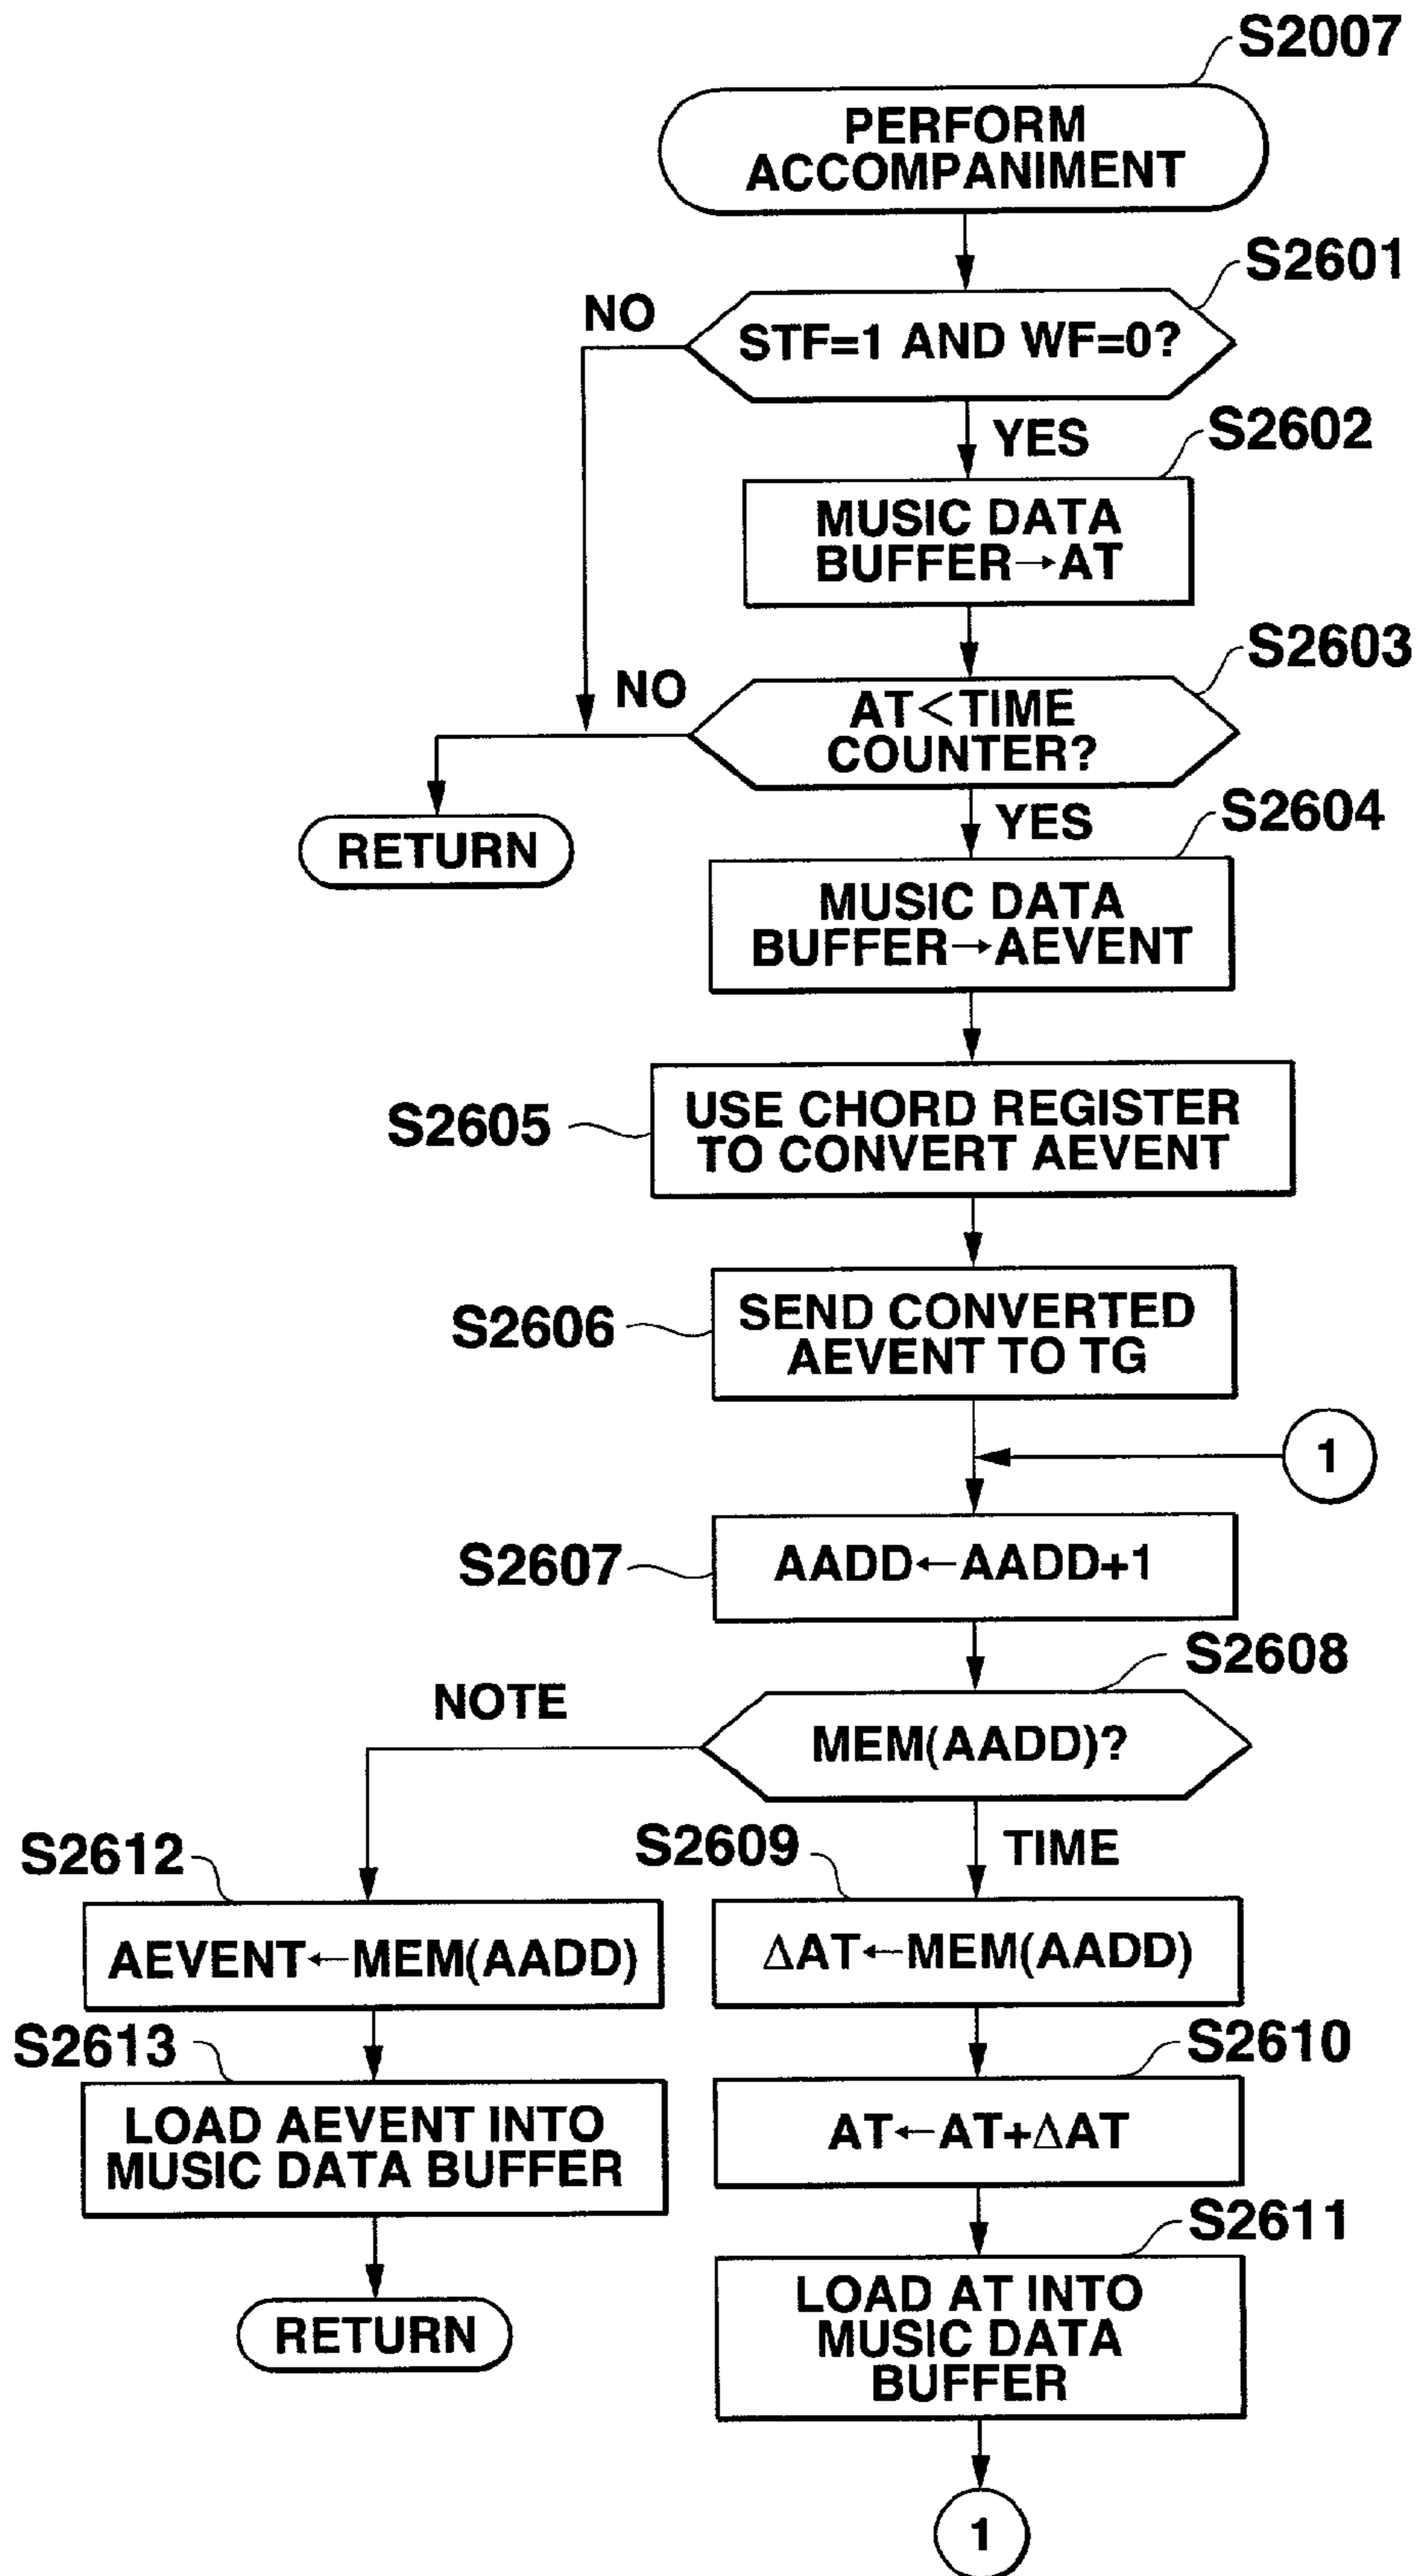 S2007
PERFORM
ACCOMPANIMENT
S2601
NO
STF=1 AND WF=0?
YES
S2602
MUSIC DATA
BUFFER→AT
S2603
NO
AT<TIME
COUNTER?
RETURN
YES
S2604
MUSIC DATA
BUFFER→AEVENT
S2605
USE CHORD REGISTER
TO CONVERT AEVENT
S2606
SEND CONVERTED
AEVENT TO TG
1
S2607
AADD←AADD+1
S2608
NOTE
MEM(AADD)?
S2612
S2609
TIME
AEVENT←MEM(AADD)
ΔAT←MEM(AADD)
S2613
S2610
LOAD AEVENT INTO
MUSIC DATA BUFFER
AT←AT+ΔAT
S2611
RETURN
LOAD AT INTO
MUSIC DATA
BUFFER
1